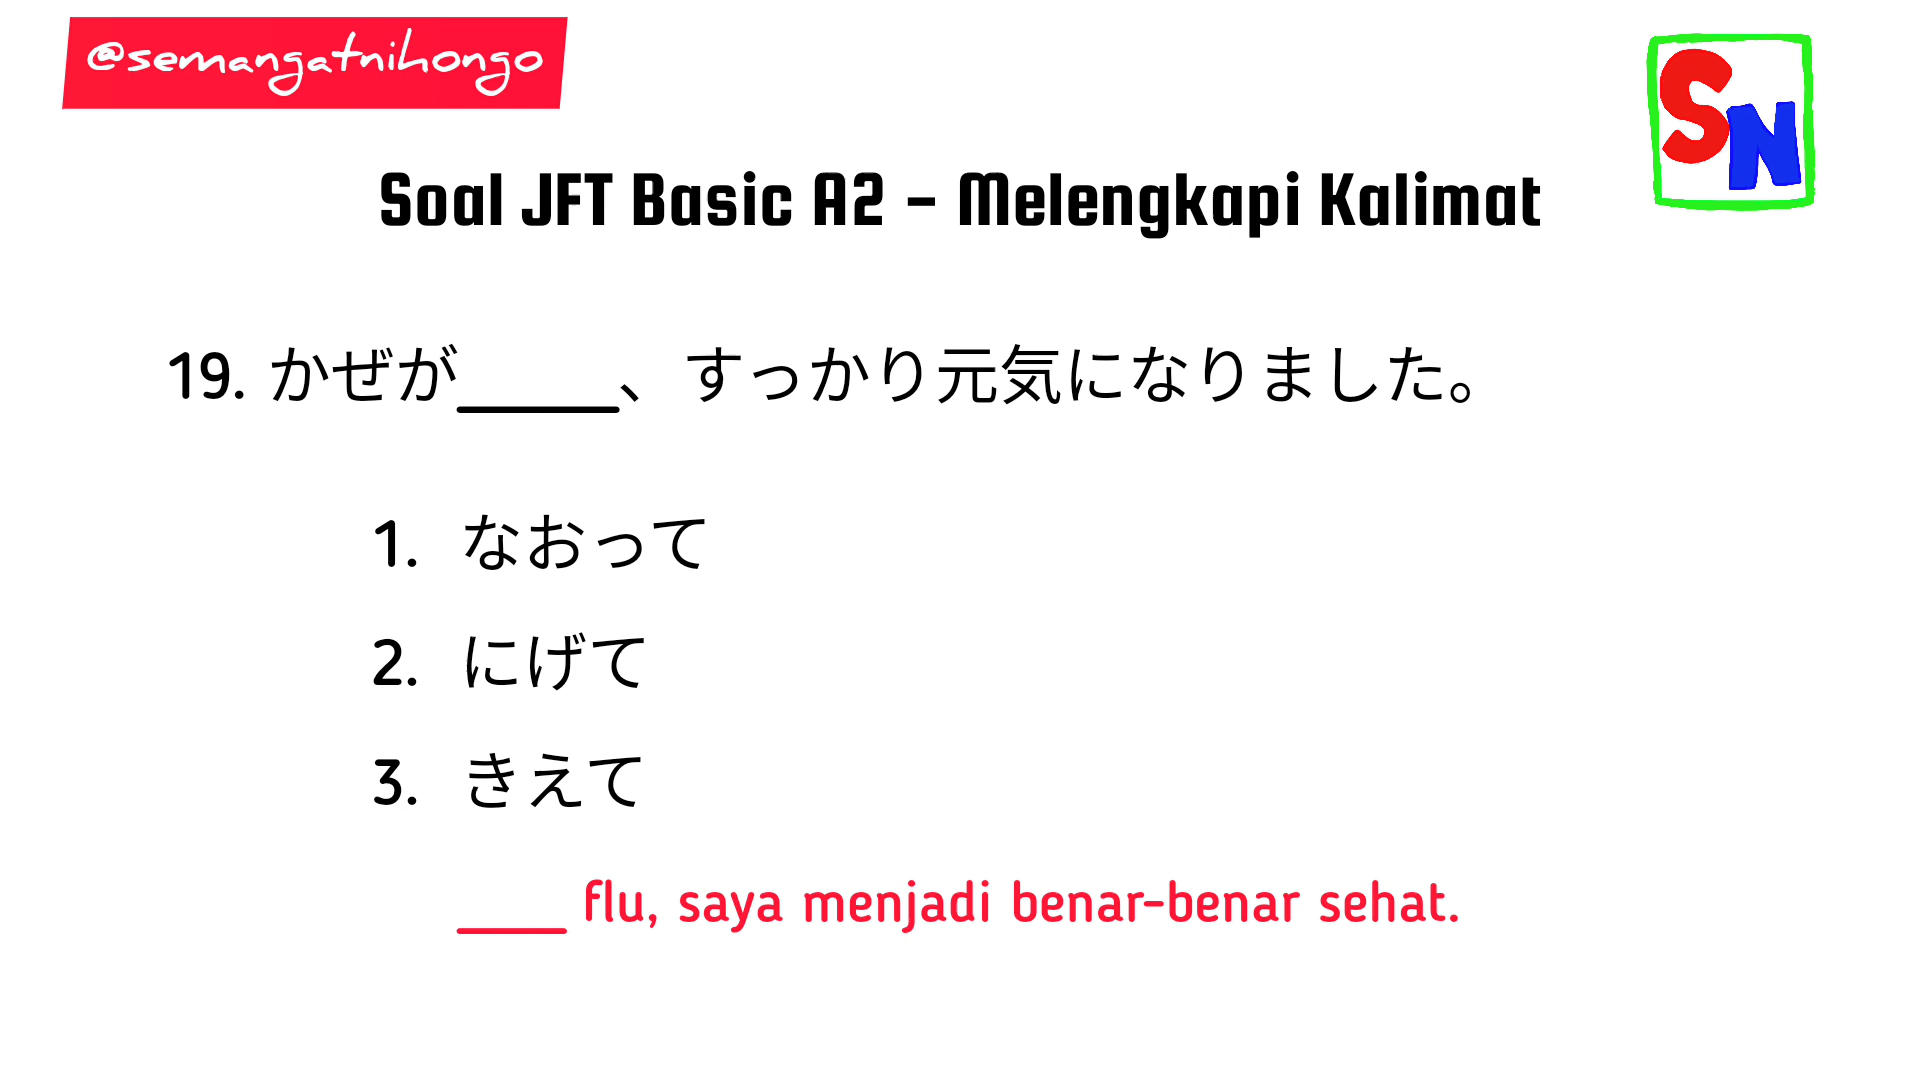 @semangatnihongo
SN
Soal JFT Basic A2 - Melengkapi Kalimat
19. かぜが_____、すっかり元気になりました。
1. なおって
2. にげて
3. きえて
____ flu, saya menjadi benar-benar sehat.